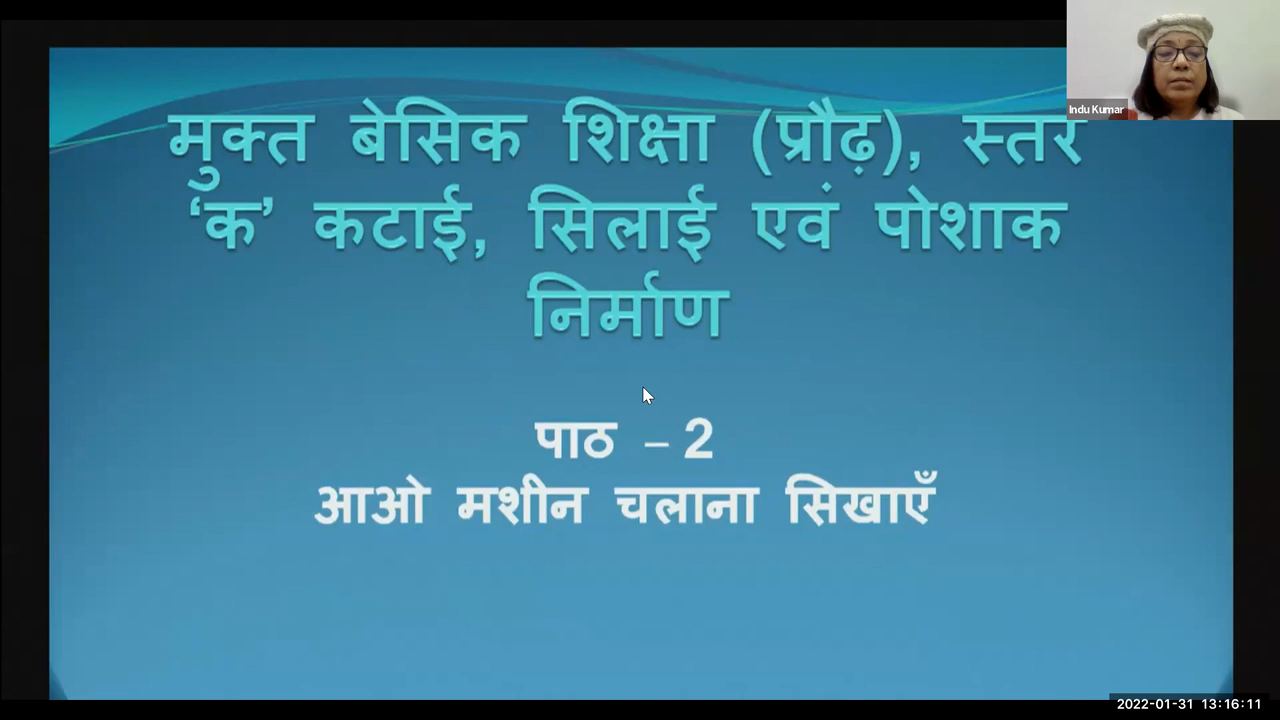 Indu Kumar
मुक्त बेसिक शिक्षा (प्रौढ़), स्तर
‘क’ कटाई, सिलाई एवं पोशाक
निर्माण
पाठ – 2
आओ मशीन चलाना सिखाएँ
2022-01-31 13:16:11